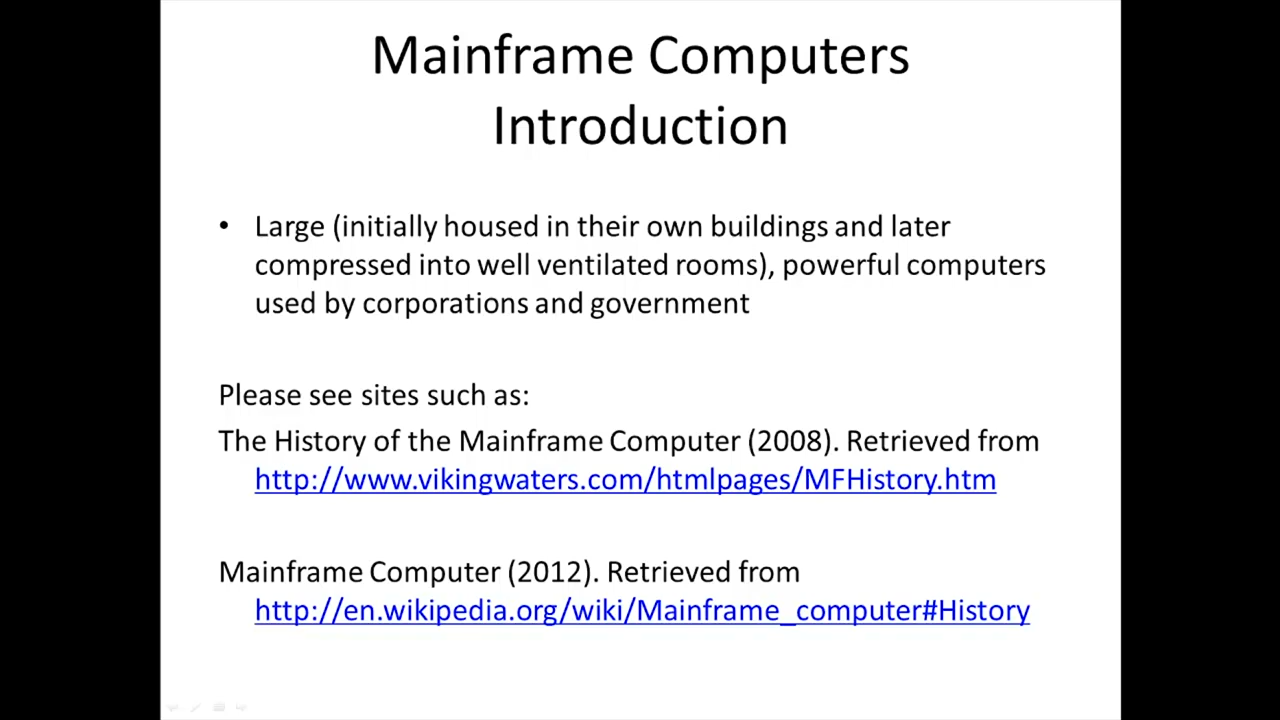 Mainframe Computers
Introduction
• Large (initially housed in their own buildings and later
compressed into well ventilated rooms), powerful computers
used by corporations and government
Please see sites such as:
The History of the Mainframe Computer (2008). Retrieved from
http://www.vikingwaters.com/htmlpages/MFHistory.htm
Mainframe Computer (2012). Retrieved from
http://en.wikipedia.org/wiki/Mainframe_computer#History